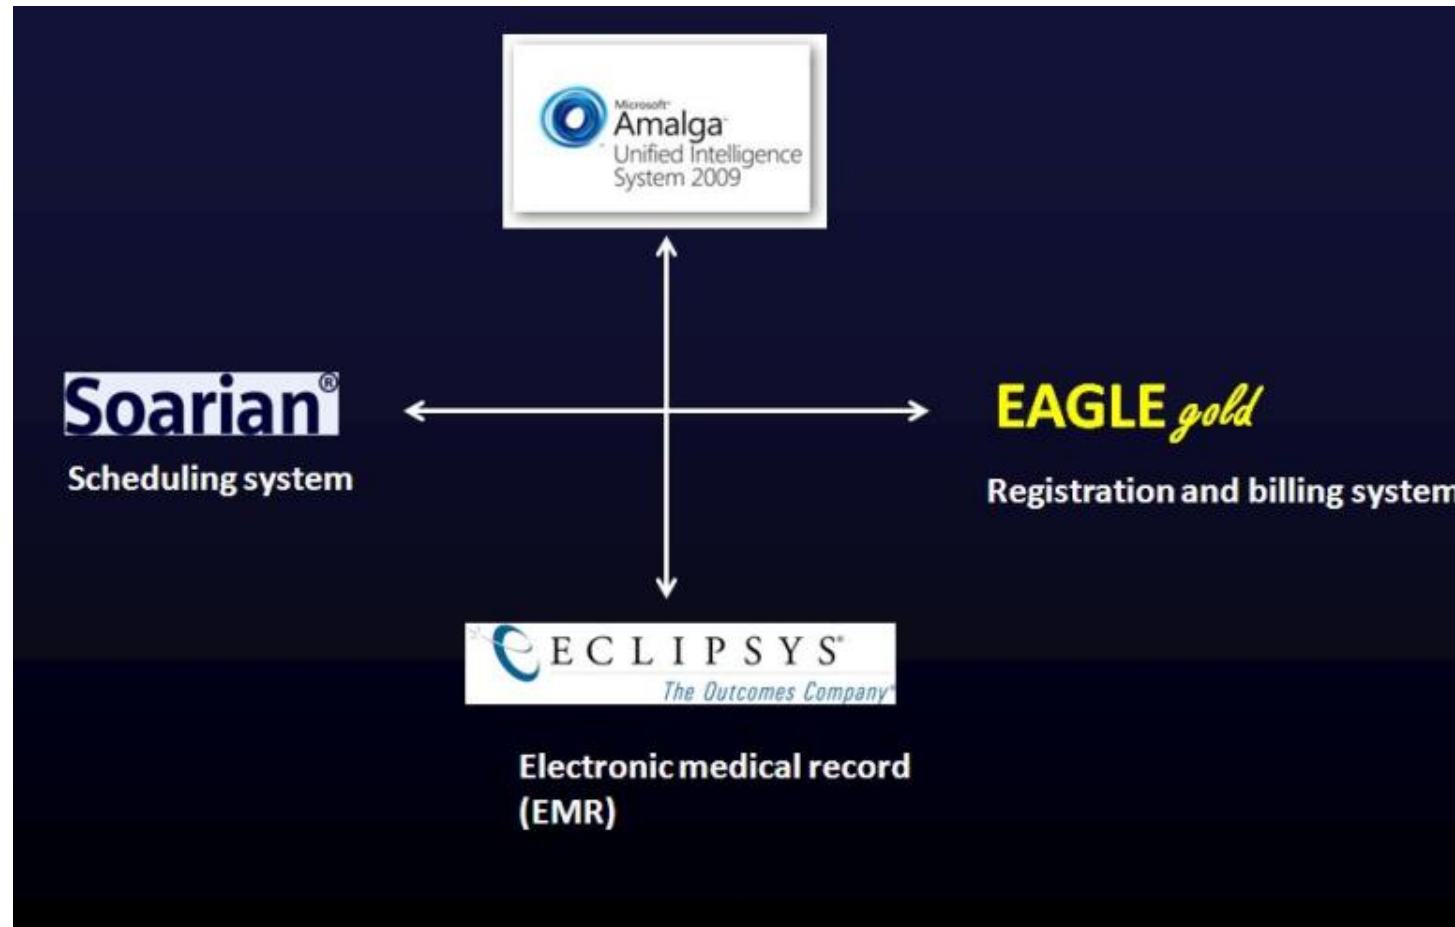 Microsoft®
Amalga™
Unified Intelligence
System 2009
Soarian®
Scheduling system
EAGLE gold
Registration and billing system
ECLIPSYS®
The Outcomes Company®
Electronic medical record
(EMR)